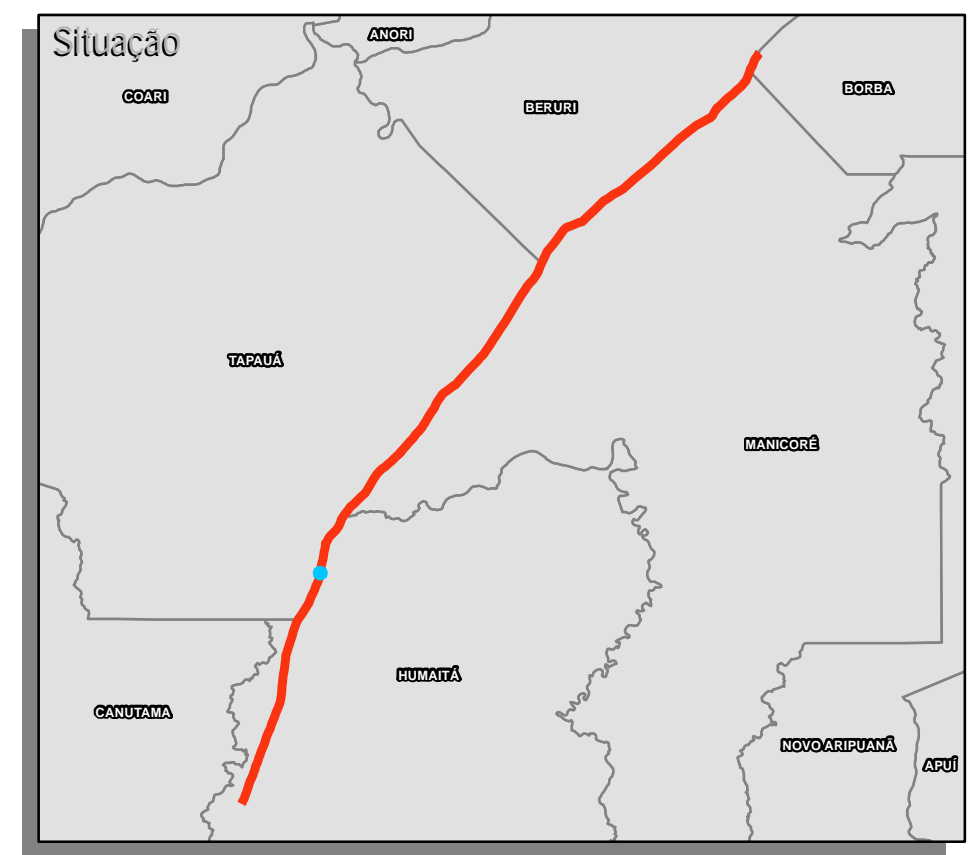 Situação
ANORI
COARI
BERURI
BORBA
TAPAUÁ
MANICORÉ
HUMAITÁ
CANUTAMA
NOVO ARIPUANÃ
APUÍ